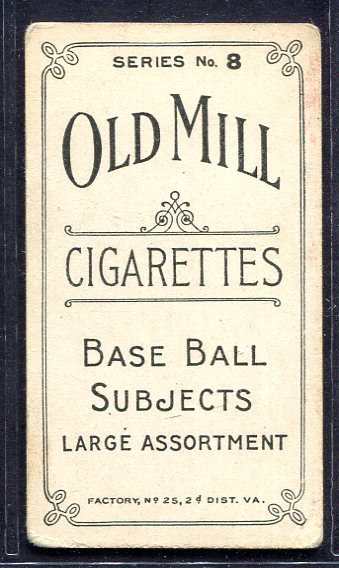 SERIES No. 8
OLD MILL
CIGARETTES
BASE BALL
SUBJECTS
LARGE ASSORTMENT
FACTORY, Nº 25, 2d DIST. VA.